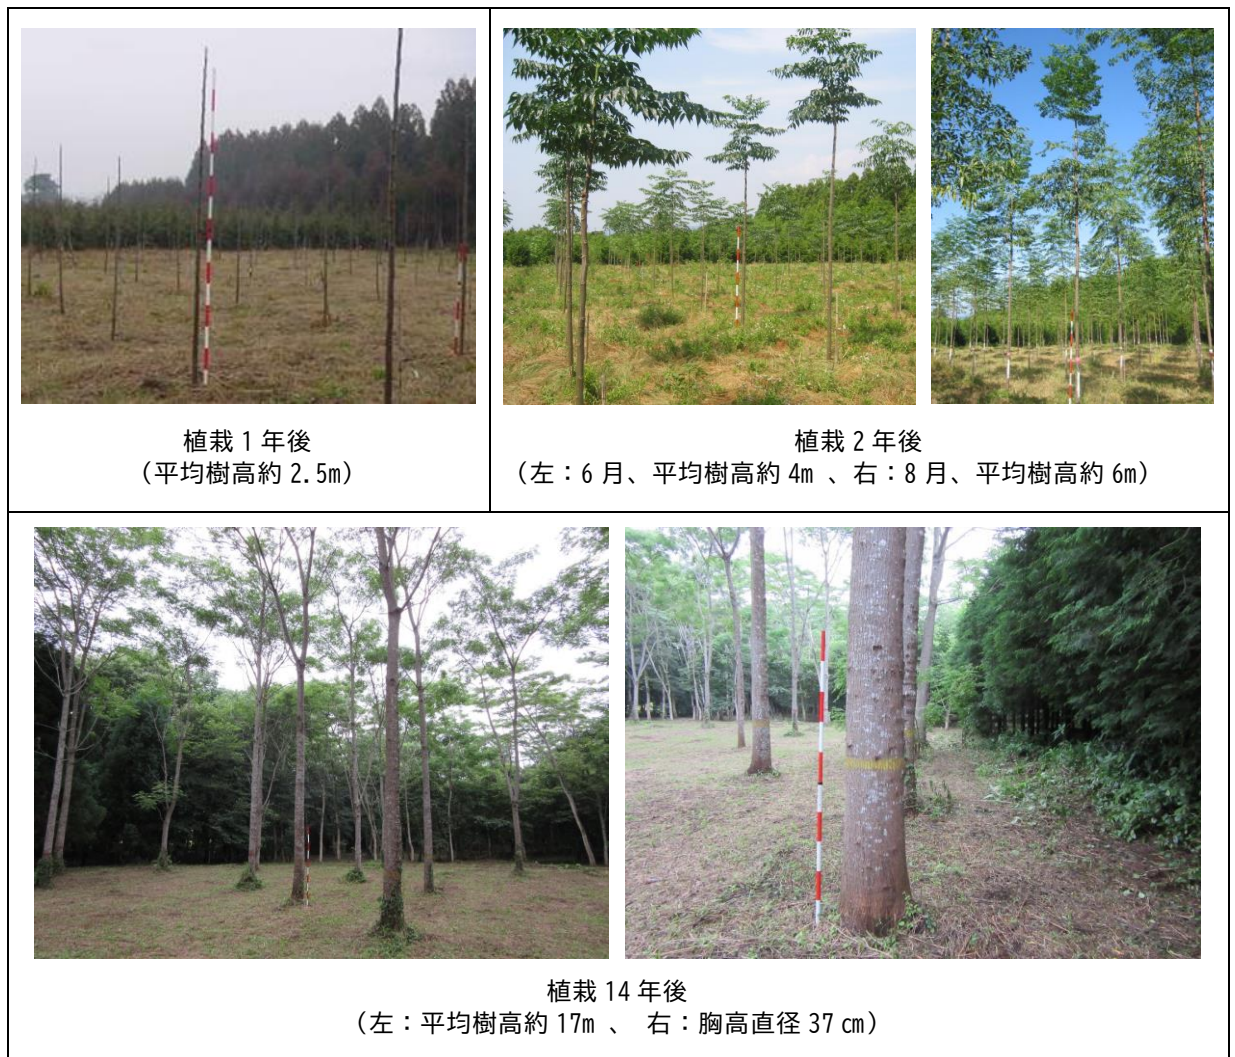 植栽 1 年後
（平均樹高約 2.5m）
植栽 2 年後
（左：6 月、平均樹高約 4m 、右：8 月、平均樹高約 6m）
植栽 14 年後
（左：平均樹高約 17m 、 右：胸高直径 37 ㎝）